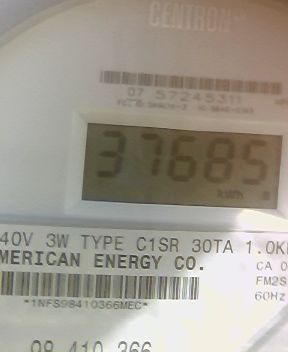 CENTRON
07 57245311
37685
kWh
40V 3W TYPE C1SR 30TA 1.0K
MERICAN ENERGY CO.
CA 0
FM2S
60Hz
*1NFS98410366MEC*
98 410 366